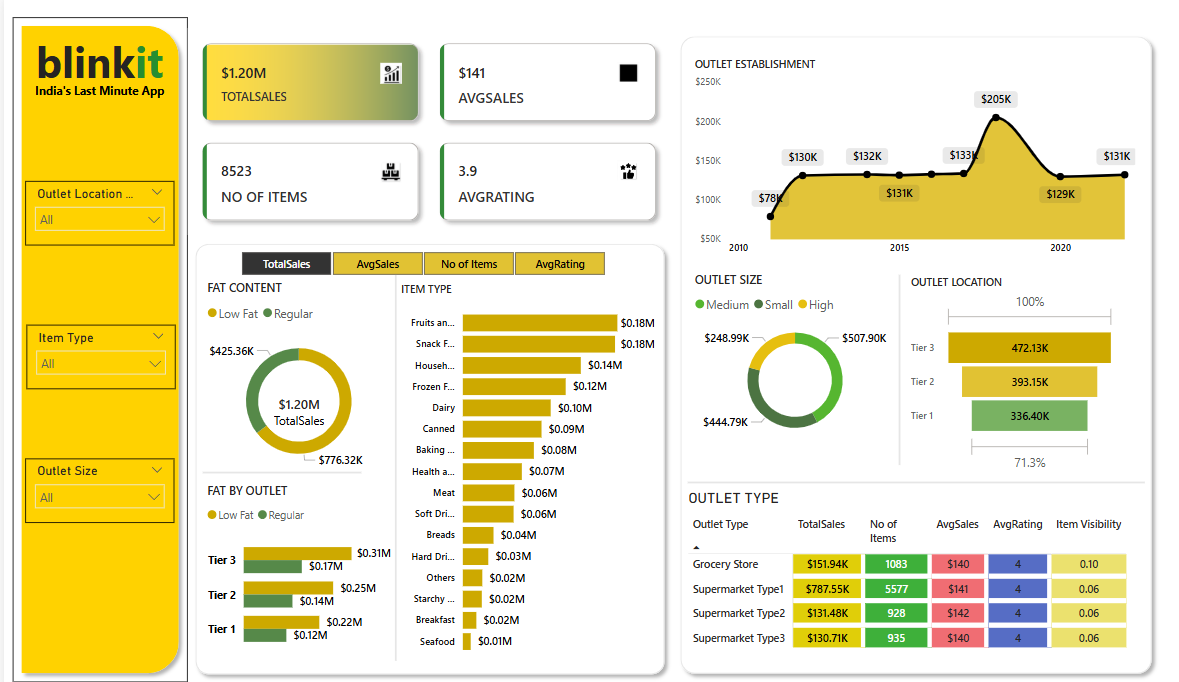 blinkit
India's Last Minute App
Outlet Location ...
All
Item Type
All
Outlet Size
All
$1.20M
TOTALSALES
$141
AVGSALES
8523
NO OF ITEMS
3.9
AVGRATING
TotalSales AvgSales No of Items AvgRating
FAT CONTENT
Low Fat Regular
$425.36K
$1.20M
TotalSales
$776.32K
FAT BY OUTLET
Low Fat Regular
Tier 3 $0.31M
$0.17M
Tier 2 $0.25M
$0.14M
Tier 1 $0.22M
$0.12M
ITEM TYPE
Fruits an... $0.18M
Snack F... $0.18M
Househ... $0.14M
Frozen F... $0.12M
Dairy $0.10M
Canned $0.09M
Baking ... $0.08M
Health a... $0.07M
Meat $0.06M
Soft Dri... $0.06M
Breads $0.04M
Hard Dri... $0.03M
Others $0.02M
Starchy ... $0.02M
Breakfast $0.02M
Seafood $0.01M
OUTLET ESTABLISHMENT
$250K
$200K
$150K
$100K
$50K
$78K
$130K
$132K
$131K
$133K
$205K
$129K
$131K
2010 2015 2020
OUTLET SIZE
Medium Small High
$248.99K
$507.90K
$444.79K
OUTLET LOCATION
100%
Tier 3 472.13K
Tier 2 393.15K
Tier 1 336.40K
71.3%
OUTLET TYPE
Outlet Type TotalSales No of Items AvgSales AvgRating Item Visibility
Grocery Store $151.94K 1083 $140 4 0.10
Supermarket Type1 $787.55K 5577 $141 4 0.06
Supermarket Type2 $131.48K 928 $142 4 0.06
Supermarket Type3 $130.71K 935 $140 4 0.06